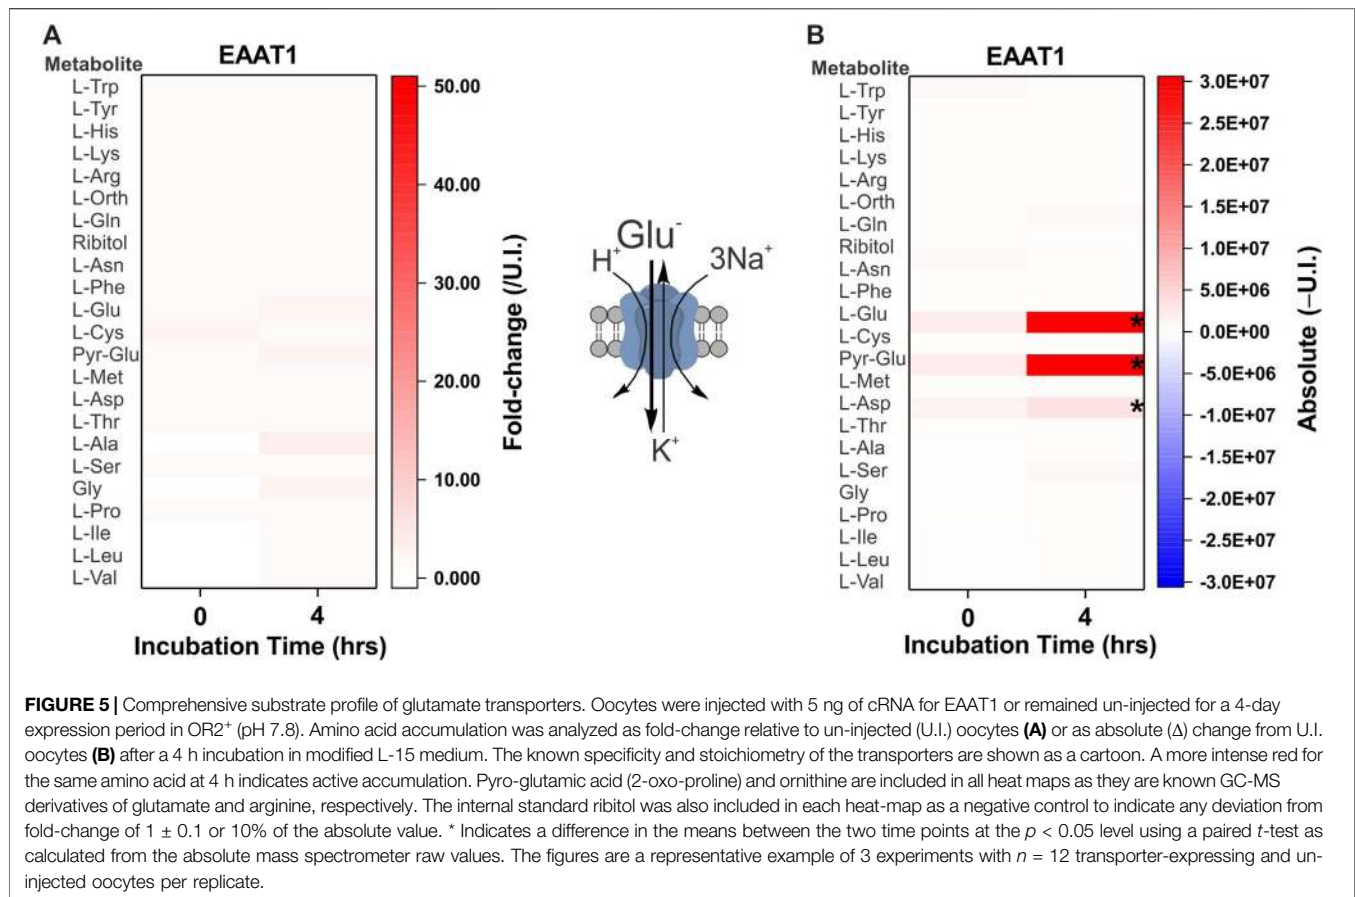 A
EAAT1
Metabolite
L-Trp
L-Tyr
L-His
L-Lys
L-Arg
L-Orth
L-Gln
Ribitol
L-Asn
L-Phe
L-Glu
L-Cys
Pyr-Glu
L-Met
L-Asp
L-Thr
L-Ala
L-Ser
Gly
L-Pro
L-Ile
L-Leu
L-Val
0 4
Incubation Time (hrs)
50.00
40.00
30.00
20.00
10.00
0.000
Fold-change (/U.I.)
Glu⁻
H⁺
3Na⁺
K⁺
B
EAAT1
Metabolite
L-Trp
L-Tyr
L-His
L-Lys
L-Arg
L-Orth
L-Gln
Ribitol
L-Asn
L-Phe
L-Glu
L-Cys
Pyr-Glu
L-Met
L-Asp
L-Thr
L-Ala
L-Ser
Gly
L-Pro
L-Ile
L-Leu
L-Val
*
*
*
0 4
Incubation Time (hrs)
3.0E+07
2.5E+07
2.0E+07
1.5E+07
1.0E+07
5.0E+06
0.0E+00
-5.0E+06
-1.0E+07
-1.5E+07
-2.0E+07
-2.5E+07
-3.0E+07
Absolute (−U.I.)
FIGURE 5 | Comprehensive substrate profile of glutamate transporters. Oocytes were injected with 5 ng of cRNA for EAAT1 or remained un-injected for a 4-day
expression period in OR2⁺ (pH 7.8). Amino acid accumulation was analyzed as fold-change relative to un-injected (U.I.) oocytes (A) or as absolute (Δ) change from U.I.
oocytes (B) after a 4 h incubation in modified L-15 medium. The known specificity and stoichiometry of the transporters are shown as a cartoon. A more intense red for
the same amino acid at 4 h indicates active accumulation. Pyro-glutamic acid (2-oxo-proline) and ornithine are included in all heat maps as they are known GC-MS
derivatives of glutamate and arginine, respectively. The internal standard ribitol was also included in each heat-map as a negative control to indicate any deviation from
fold-change of 1 ± 0.1 or 10% of the absolute value. * Indicates a difference in the means between the two time points at the p < 0.05 level using a paired t-test as
calculated from the absolute mass spectrometer raw values. The figures are a representative example of 3 experiments with n = 12 transporter-expressing and un-
injected oocytes per replicate.